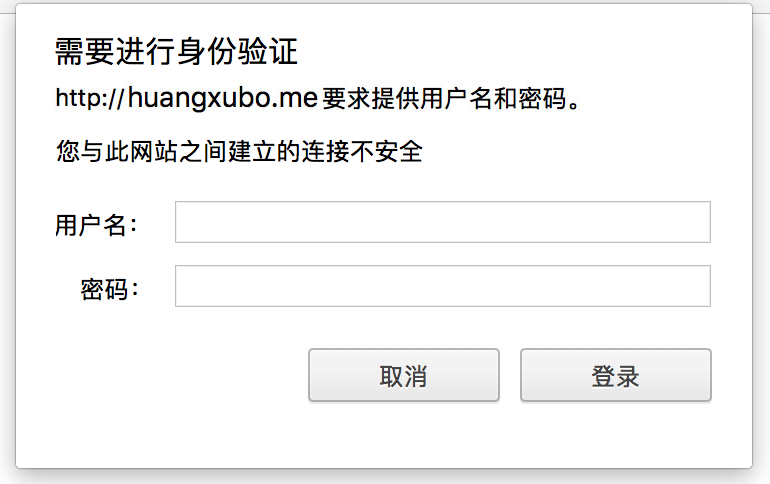 需要进行身份验证
http://huangxubo.me 要求提供用户名和密码。
您与此网站之间建立的连接不安全
用户名：
密码：
取消 登录